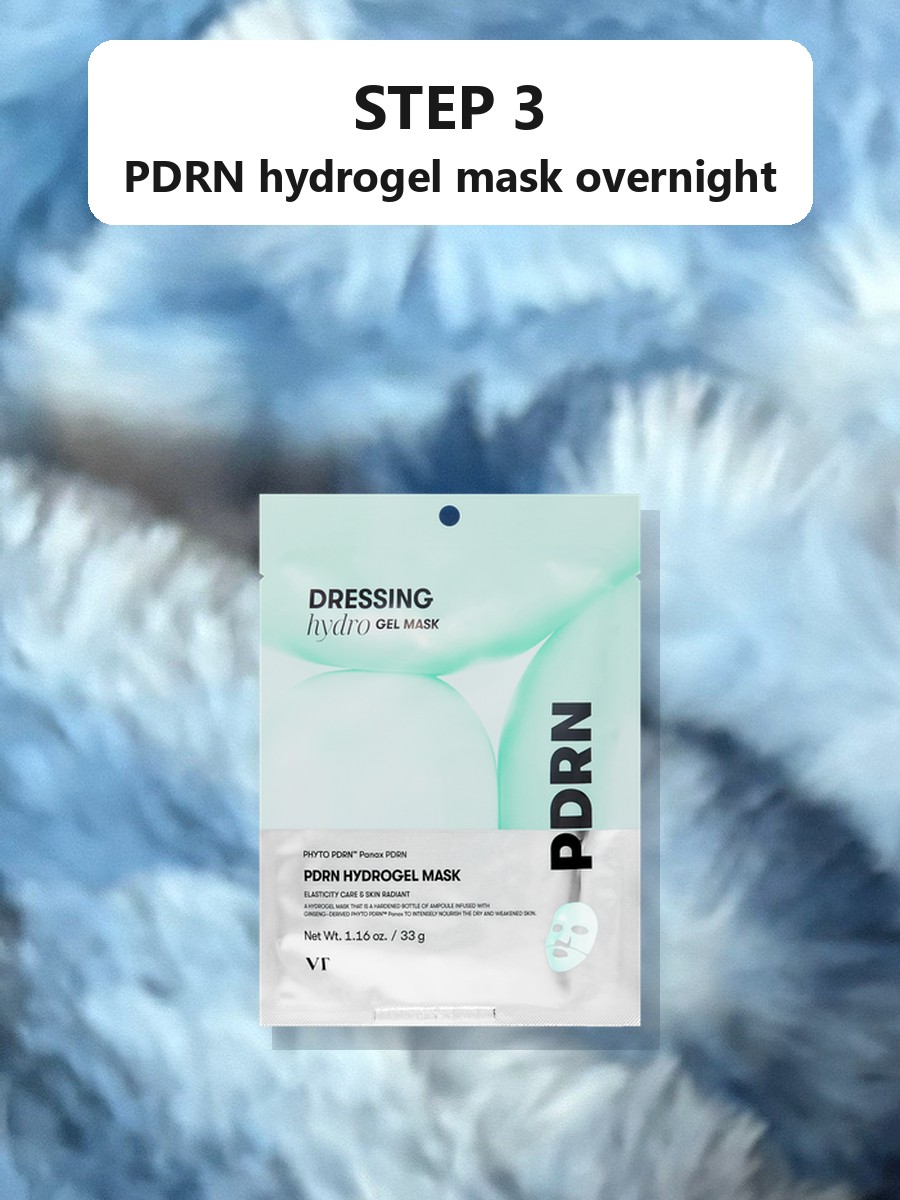 STEP 3
PDRN hydrogel mask overnight
DRESSING
hydro GEL MASK
PDRN
PHYTO PDRN™ Panax PDRN
PDRN HYDROGEL MASK
ELASTICITY CARE & SKIN RADIANT
A HYDROGEL MASK THAT IS A HARDENED BOTTLE OF AMPOULE INFUSED WITH
GINSENG-DERIVED PHYTO PDRN™ Panax TO INTENSELY NOURISH THE DRY AND WEAKENED SKIN.
Net Wt. 1.16 oz. / 33 g
VT